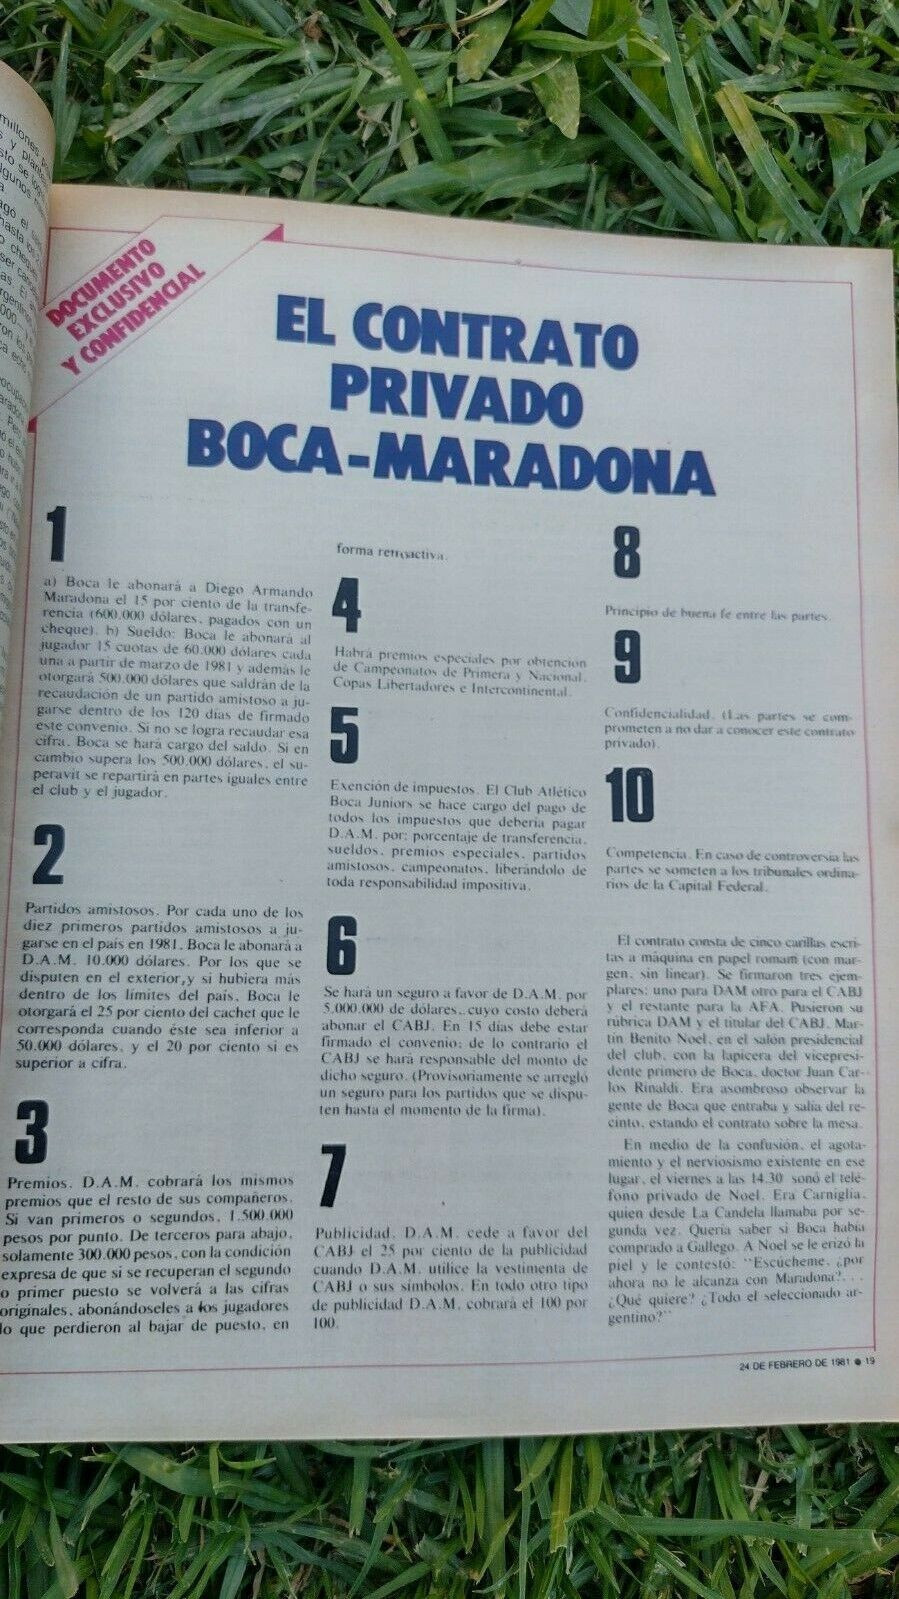 millones
y
DOCUMENTO
EXCLUSIVO
Y CONFIDENCIAL
EL CONTRATO
PRIVADO
BOCA-MARADONA
1
a) Boca le abonará a Diego Armando
Maradona el 15 por ciento de la transfe-
rencia (600.000 dólares, pagados con un
cheque). b) Sueldo: Boca le abonará al
jugador 15 cuotas de 60.000 dólares cada
una a partir de marzo de 1981 y además le
otorgará 500.000 dólares que saldrán de la
recaudación de un partido amistoso a ju-
garse dentro de los 120 días de firmado
este convenio. Si no se logra recaudar esa
cifra, Boca se hará cargo del saldo. Si en
cambio supera los 500.000 dólares, el su-
peravit se repartirá en partes iguales entre
el club y el jugador.
2
Partidos amistosos. Por cada uno de los
diez primeros partidos amistosos a ju-
garse en el país en 1981, Boca le abonará a
D.A.M. 10.000 dólares. Por los que se
disputen en el exterior, y si hubiera más
dentro de los límites del país, Boca le
otorgará el 25 por ciento del cachet que le
corresponda cuando éste sea inferior a
50.000 dólares, y el 20 por ciento si es
superior a cifra.
3
Premios. D.A.M. cobrará los mismos
premios que el resto de sus compañeros.
Si van primeros o segundos, 1.500.000
pesos por punto. De terceros para abajo,
solamente 300.000 pesos, con la condición
expresa de que si se recuperan el segundo
o primer puesto se volverá a las cifras
originales, abonándoseles a los jugadores
lo que perdieron al bajar de puesto, en
forma retroactiva.
4
Habrá premios especiales por obtención
de Campeonatos de Primera y Nacional,
Copas Libertadores e Intercontinental.
5
Exención de impuestos. El Club Atlético
Boca Juniors se hace cargo del pago de
todos los impuestos que debería pagar
D.A.M. por: porcentaje de transferencia,
sueldos, premios especiales, partidos
amistosos, campeonatos, liberándolo de
toda responsabilidad impositiva.
6
Se hará un seguro a favor de D.A.M. por
5.000.000 de dólares, cuyo costo deberá
abonar el CABJ. En 15 días debe estar
firmado el convenio; de lo contrario el
CABJ se hará responsable del monto de
dicho seguro. (Provisoriamente se arregló
un seguro para los partidos que se dispu-
ten hasta el momento de la firma).
7
Publicidad. D.A.M. cede a favor del
CABJ el 25 por ciento de la publicidad
cuando D.A.M. utilice la vestimenta de
CABJ o sus símbolos. En todo otro tipo
de publicidad D.A.M. cobrará el 100 por
100.
8
Principio de buena fe entre las partes.
9
Confidencialidad. (Las partes se com-
prometen a no dar a conocer este contrato
privado).
10
Competencia. En caso de controversia las
partes se someten a los tribunales ordina-
rios de la Capital Federal.
El contrato consta de cinco carillas escri-
tas a máquina en papel romaní (con mar-
gen, sin linear). Se firmaron tres ejem-
plares: uno para DAM otro para el CABJ
y el restante para la AFA. Pusieron su
rúbrica DAM y el titular del CABJ, Mar-
tín Benito Noel, en el salón presidencial
del club, con la lapicera del vicepresi-
dente primero de Boca, doctor Juan Car-
los Rinaldi. Era asombroso observar la
gente de Boca que entraba y salía del re-
cinto, estando el contrato sobre la mesa.
En medio de la confusión, el agota-
miento y el nerviosismo existente en ese
lugar, el viernes a las 14.30 sonó el telé-
fono privado de Noel. Era Carniglia,
quien desde La Candela llamaba por se-
gunda vez. Quería saber si Boca había
comprado a Gallego. A Noel se le erizó la
piel y le contestó: "Escúcheme, ¿por
ahora no le alcanza con Maradona?...
¿Qué quiere? ¿Todo el seleccionado ar-
gentino?"
24 DE FEBRERO DE 1981 ● 19